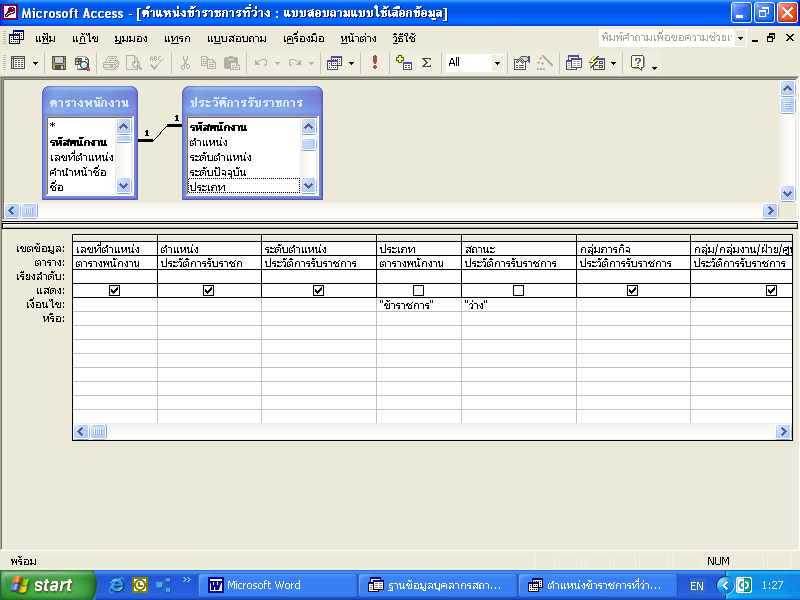 Microsoft Access - [ตำแหน่งข้าราชการที่ว่าง : แบบสอบถามแบบใช้เลือกข้อมูล]
แฟ้ม แก้ไข มุมมอง แทรก แบบสอบถาม เครื่องมือ หน้าต่าง วิธีใช้ พิมพ์คำถามเพื่อขอความช่วยเ
All
ตารางพนักงาน
*
รหัสพนักงาน
เลขที่ตำแหน่ง
คำนำหน้าชื่อ
ชื่อ
1 1
ประวัติการรับราชการ
รหัสพนักงาน
ตำแหน่ง
ระดับตำแหน่ง
ระดับปัจจุบัน
ประเภท
เขตข้อมูล: เลขที่ตำแหน่ง ตำแหน่ง ระดับตำแหน่ง ประเภท สถานะ กลุ่มภารกิจ กลุ่ม/กลุ่มงาน/ฝ่าย/ศูน
ตาราง: ตารางพนักงาน ประวัติการรับราชก ประวัติการรับราชการ ตารางพนักงาน ประวัติการรับราชการ ประวัติการรับราชการ ประวัติการรับราชการ
เรียงลำดับ:
แสดง:
เงื่อนไข: "ข้าราชการ" "ว่าง"
หรือ:
พร้อม NUM
start Microsoft Word ฐานข้อมูลบุคลากรสถา... ตำแหน่งข้าราชการที่ว่า... EN 1:27